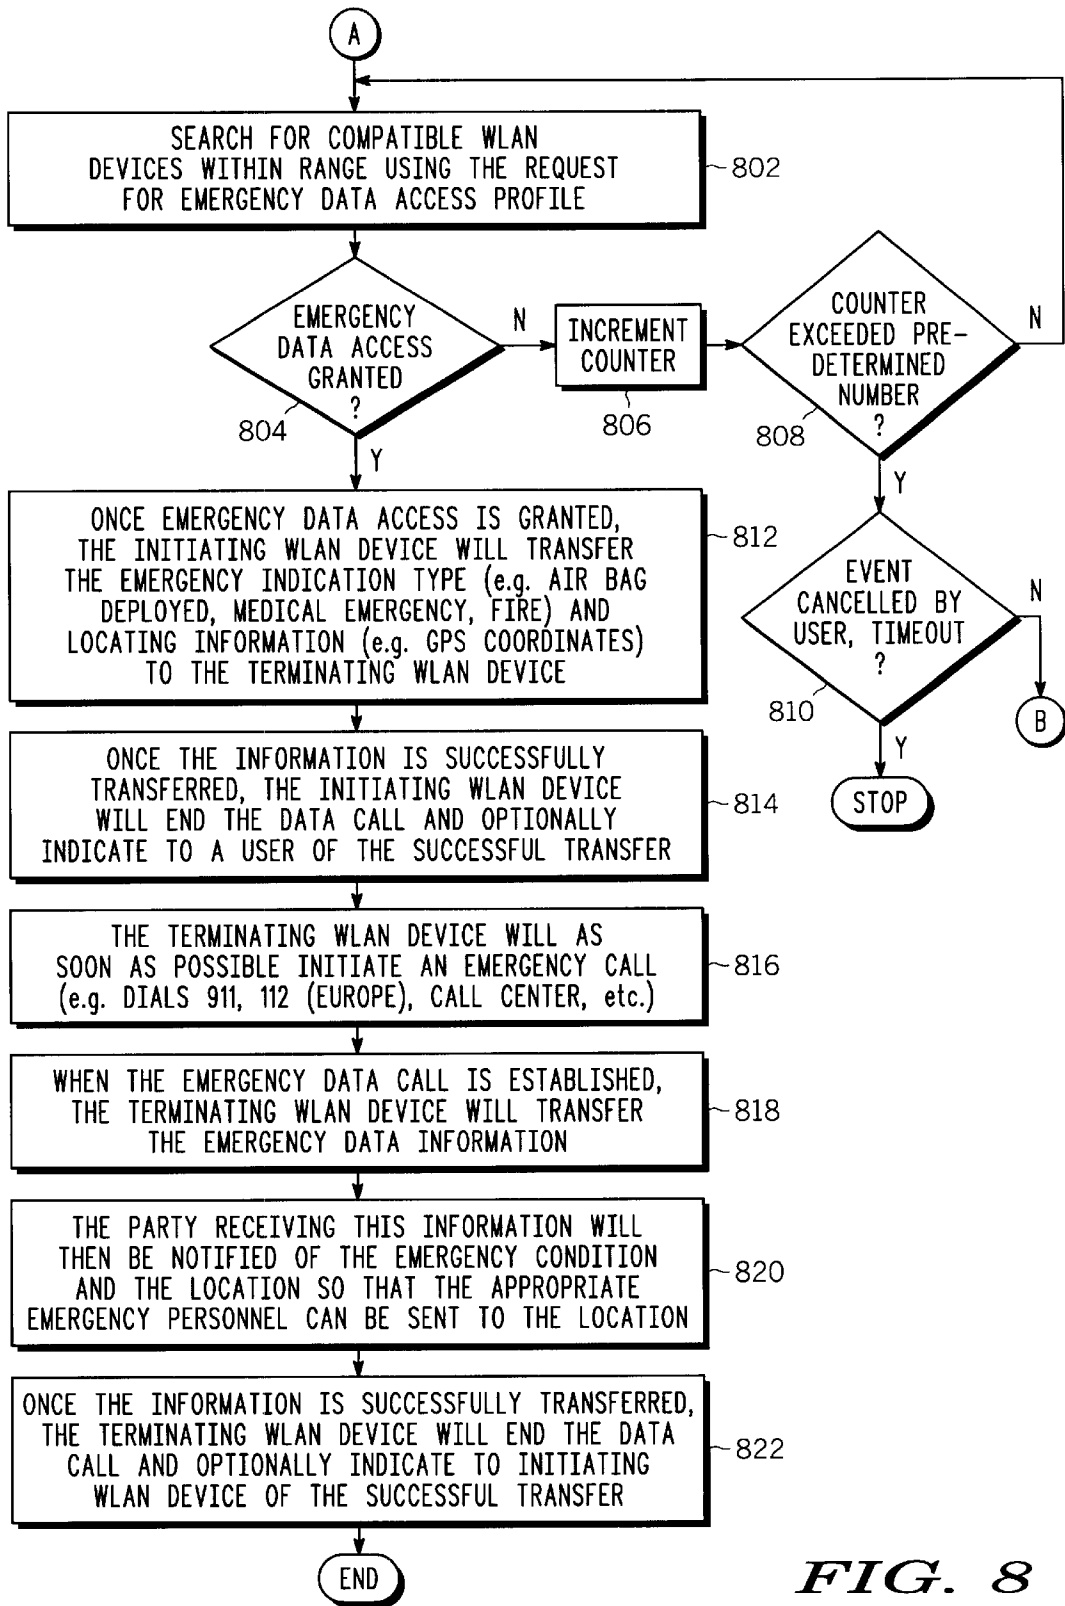 A
SEARCH FOR COMPATIBLE WLAN
DEVICES WITHIN RANGE USING THE REQUEST
FOR EMERGENCY DATA ACCESS PROFILE
802
EMERGENCY
DATA ACCESS
GRANTED
?
804
N
INCREMENT
COUNTER
806
COUNTER
EXCEEDED PRE-
DETERMINED
NUMBER
?
808
N
Y
Y
ONCE EMERGENCY DATA ACCESS IS GRANTED,
THE INITIATING WLAN DEVICE WILL TRANSFER
THE EMERGENCY INDICATION TYPE (e.g. AIR BAG
DEPLOYED, MEDICAL EMERGENCY, FIRE) AND
LOCATING INFORMATION (e.g. GPS COORDINATES)
TO THE TERMINATING WLAN DEVICE
812
EVENT
CANCELLED BY
USER, TIMEOUT
?
810
N
B
Y
STOP
ONCE THE INFORMATION IS SUCCESSFULLY
TRANSFERRED, THE INITIATING WLAN DEVICE
WILL END THE DATA CALL AND OPTIONALLY
INDICATE TO A USER OF THE SUCCESSFUL TRANSFER
814
THE TERMINATING WLAN DEVICE WILL AS
SOON AS POSSIBLE INITIATE AN EMERGENCY CALL
(e.g. DIALS 911, 112 (EUROPE), CALL CENTER, etc.)
816
WHEN THE EMERGENCY DATA CALL IS ESTABLISHED,
THE TERMINATING WLAN DEVICE WILL TRANSFER
THE EMERGENCY DATA INFORMATION
818
THE PARTY RECEIVING THIS INFORMATION WILL
THEN BE NOTIFIED OF THE EMERGENCY CONDITION
AND THE LOCATION SO THAT THE APPROPRIATE
EMERGENCY PERSONNEL CAN BE SENT TO THE LOCATION
820
ONCE THE INFORMATION IS SUCCESSFULLY TRANSFERRED,
THE TERMINATING WLAN DEVICE WILL END THE DATA
CALL AND OPTIONALLY INDICATE TO INITIATING
WLAN DEVICE OF THE SUCCESSFUL TRANSFER
822
END
FIG. 8